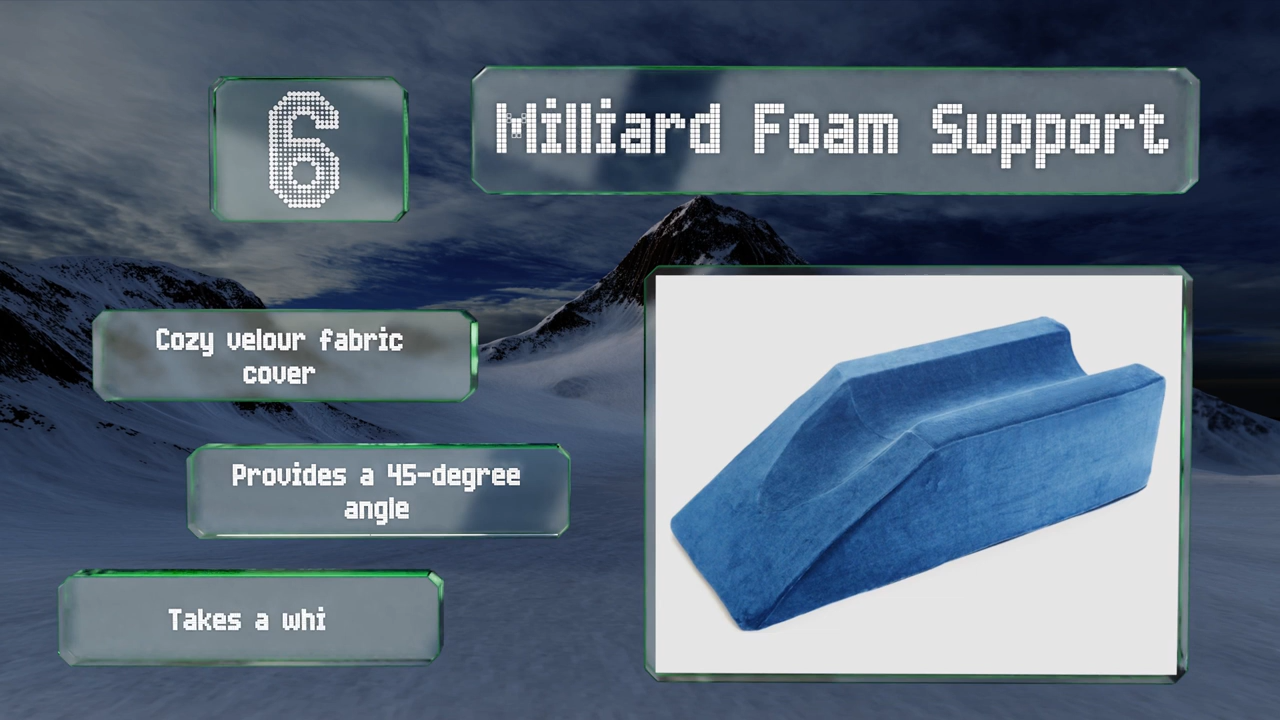 6
Milliard Foam Support
Cozy velour fabric
cover
Provides a 45-degree
angle
Takes a whi